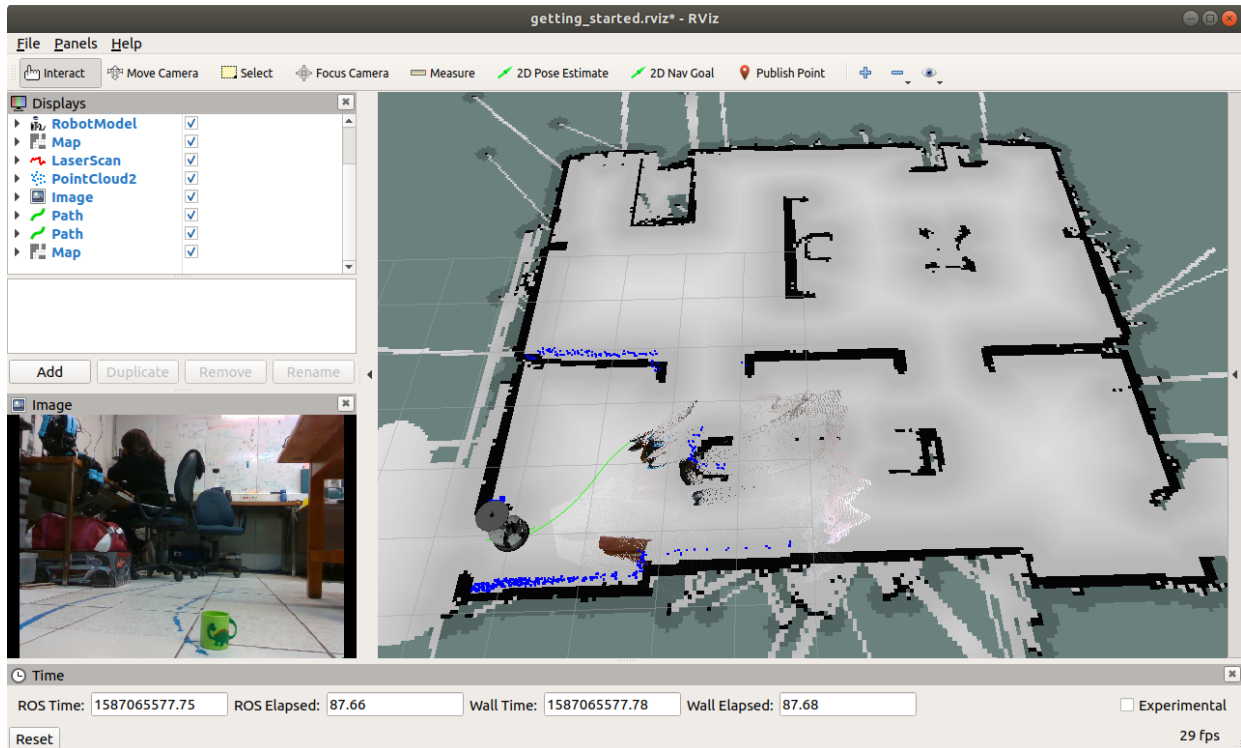 getting_started.rviz* - RViz
File Panels Help
Interact Move Camera Select Focus Camera Measure 2D Pose Estimate 2D Nav Goal Publish Point
Displays
RobotModel
Map
LaserScan
PointCloud2
Image
Path
Path
Map
Add Duplicate Remove Rename
Image
Time
ROS Time: 1587065577.75 ROS Elapsed: 87.66 Wall Time: 1587065577.78 Wall Elapsed: 87.68 Experimental
Reset 29 fps